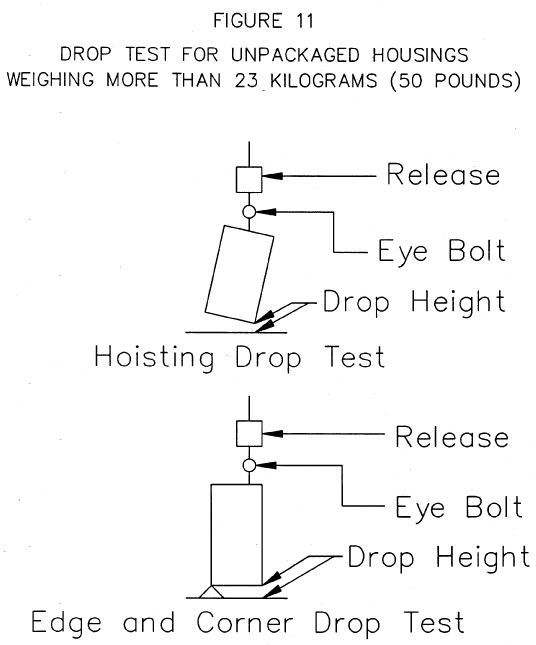 FIGURE 11
DROP TEST FOR UNPACKAGED HOUSINGS
WEIGHING MORE THAN 23 KILOGRAMS (50 POUNDS)
Release
Eye Bolt
Drop Height
Hoisting Drop Test
Release
Eye Bolt
Drop Height
Edge and Corner Drop Test